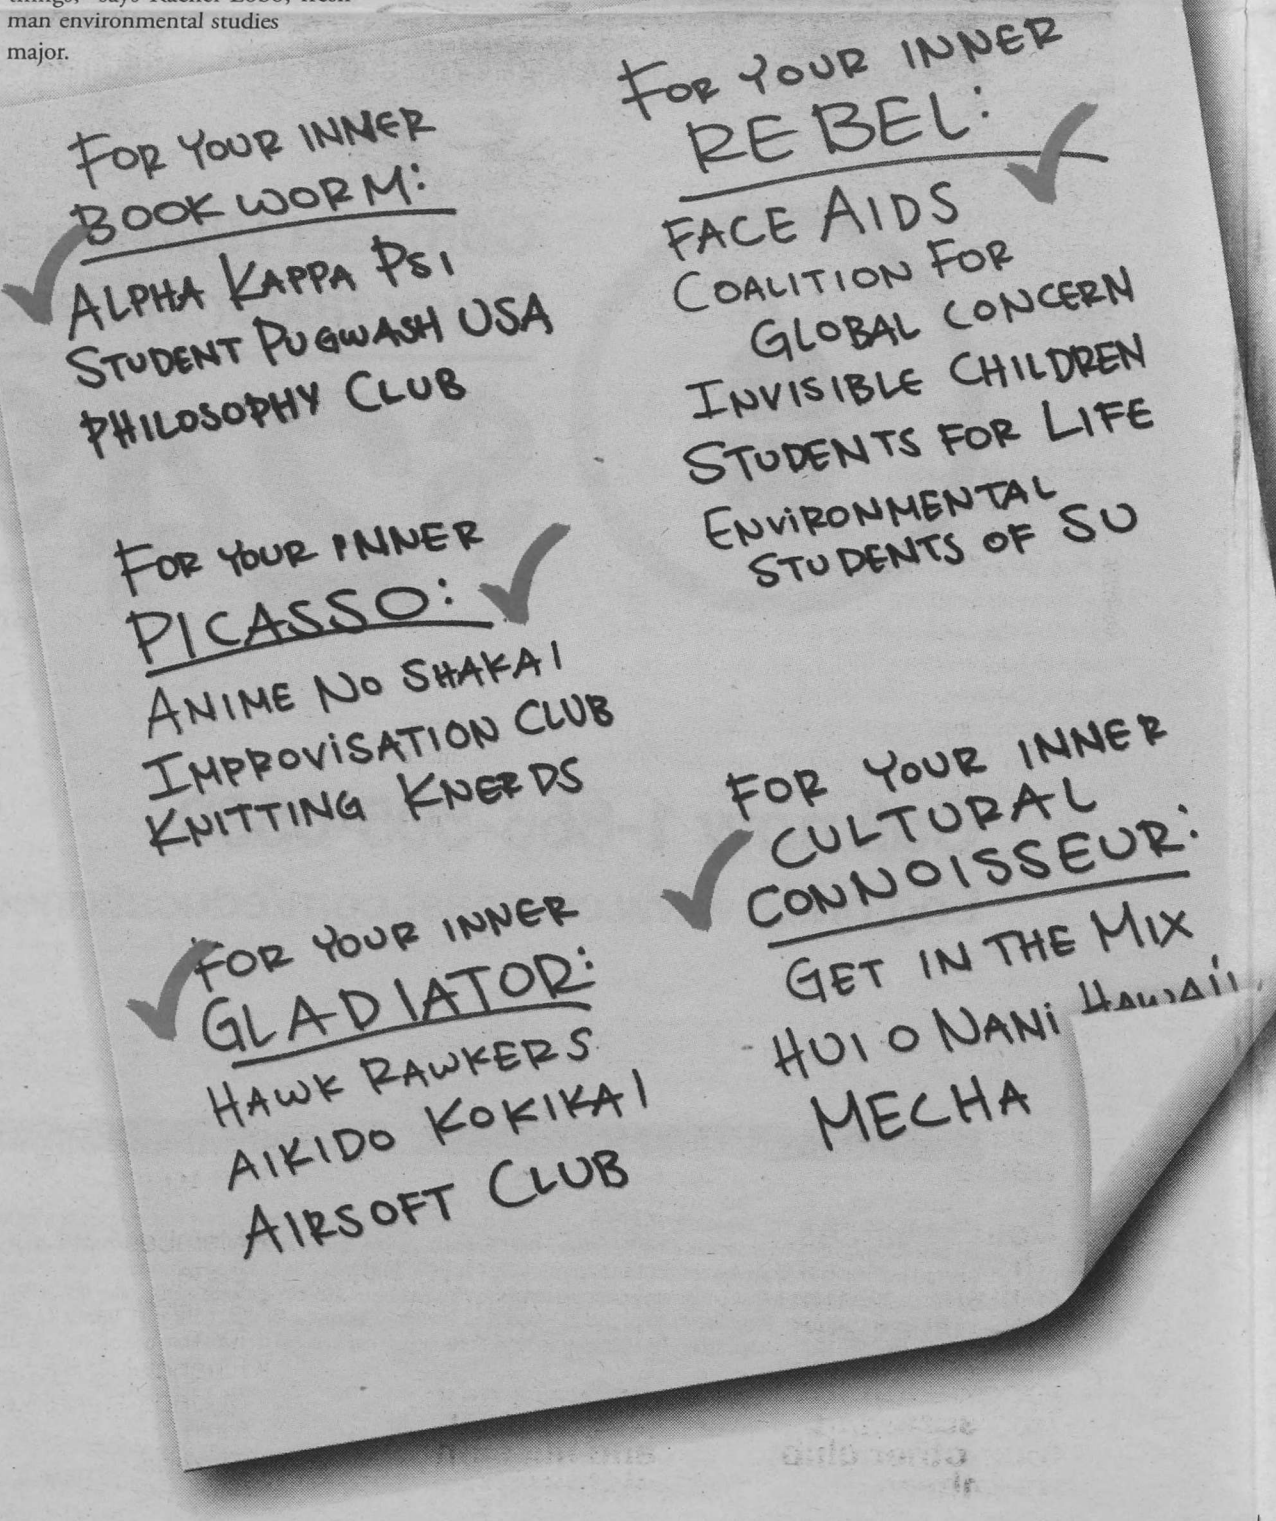 man environmental studies
major.
FOR YOUR INNER
BOOKWORM:
ALPHA KAPPA PSI
STUDENT PUGWASH USA
PHILOSOPHY CLUB
FOR YOUR INNER
PICASSO:
ANIME NO SHAKAI
IMPROVISATION CLUB
KNITTING KNERDS
FOR YOUR INNER
GLADIATOR:
HAWK RAWKERS
AIKIDO KOKIKAI
AIRSOFT CLUB
FOR YOUR INNER
REBEL:
FACE AIDS
COALITION FOR
GLOBAL CONCERN
INVISIBLE CHILDREN
STUDENTS FOR LIFE
ENVIRONMENTAL
STUDENTS OF SU
FOR YOUR INNER
CULTURAL
CONNOISSEUR:
GET IN THE MIX
HUI O NANI HAWAI'I
MECHA